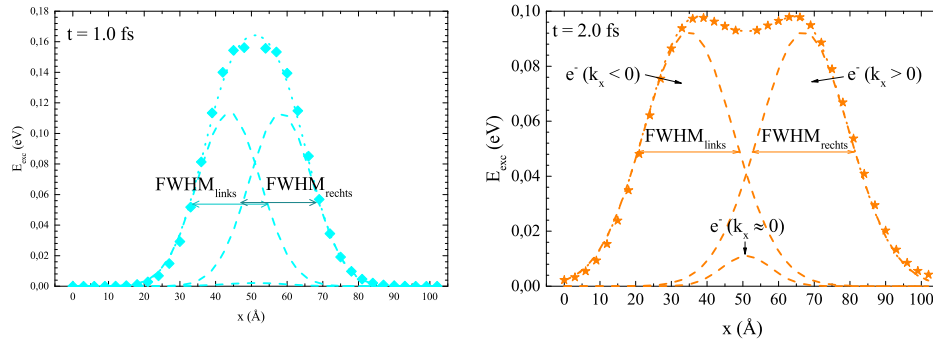 t = 1.0 fs
0,18
0,16
0,14
0,12
0,10
0,08
0,06
0,04
0,02
0,00
E_exc (eV)
FWHM_links
FWHM_rechts
0 10 20 30 40 50 60 70 80 90 100
x (Å)
t = 2.0 fs
0,10
0,08
0,06
0,04
0,02
0,00
E_exc (eV)
e⁻ (k_x < 0)
e⁻ (k_x > 0)
FWHM_links
FWHM_rechts
e⁻ (k_x ≈ 0)
0 10 20 30 40 50 60 70 80 90 100
x (Å)